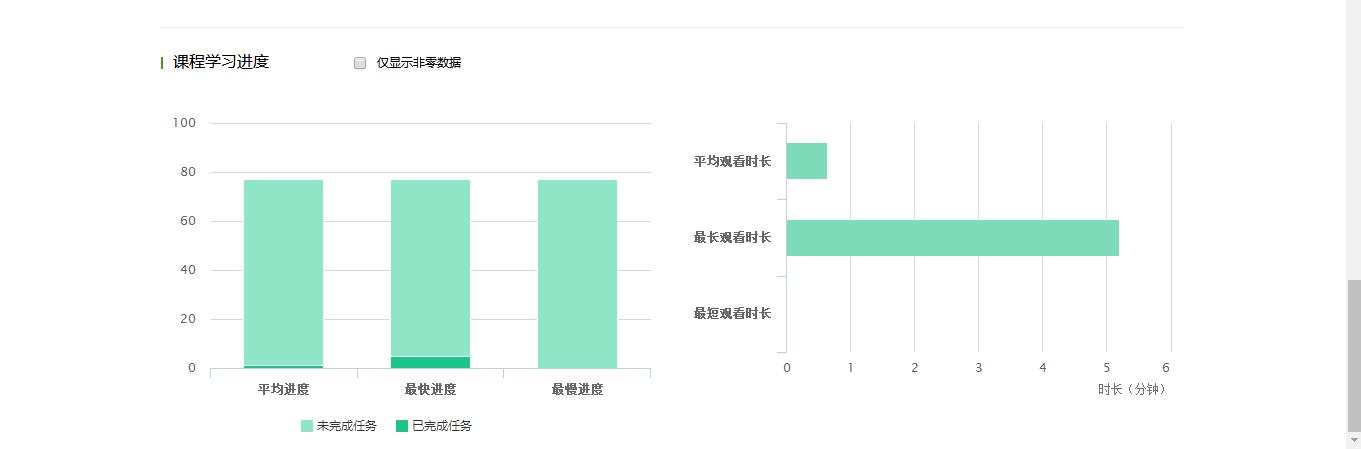 课程学习进度 仅显示非零数据
100
80
60
40
20
0
平均进度 最快进度 最慢进度
未完成任务 已完成任务
平均观看时长
最长观看时长
最短观看时长
0 1 2 3 4 5 6
时长（分钟）